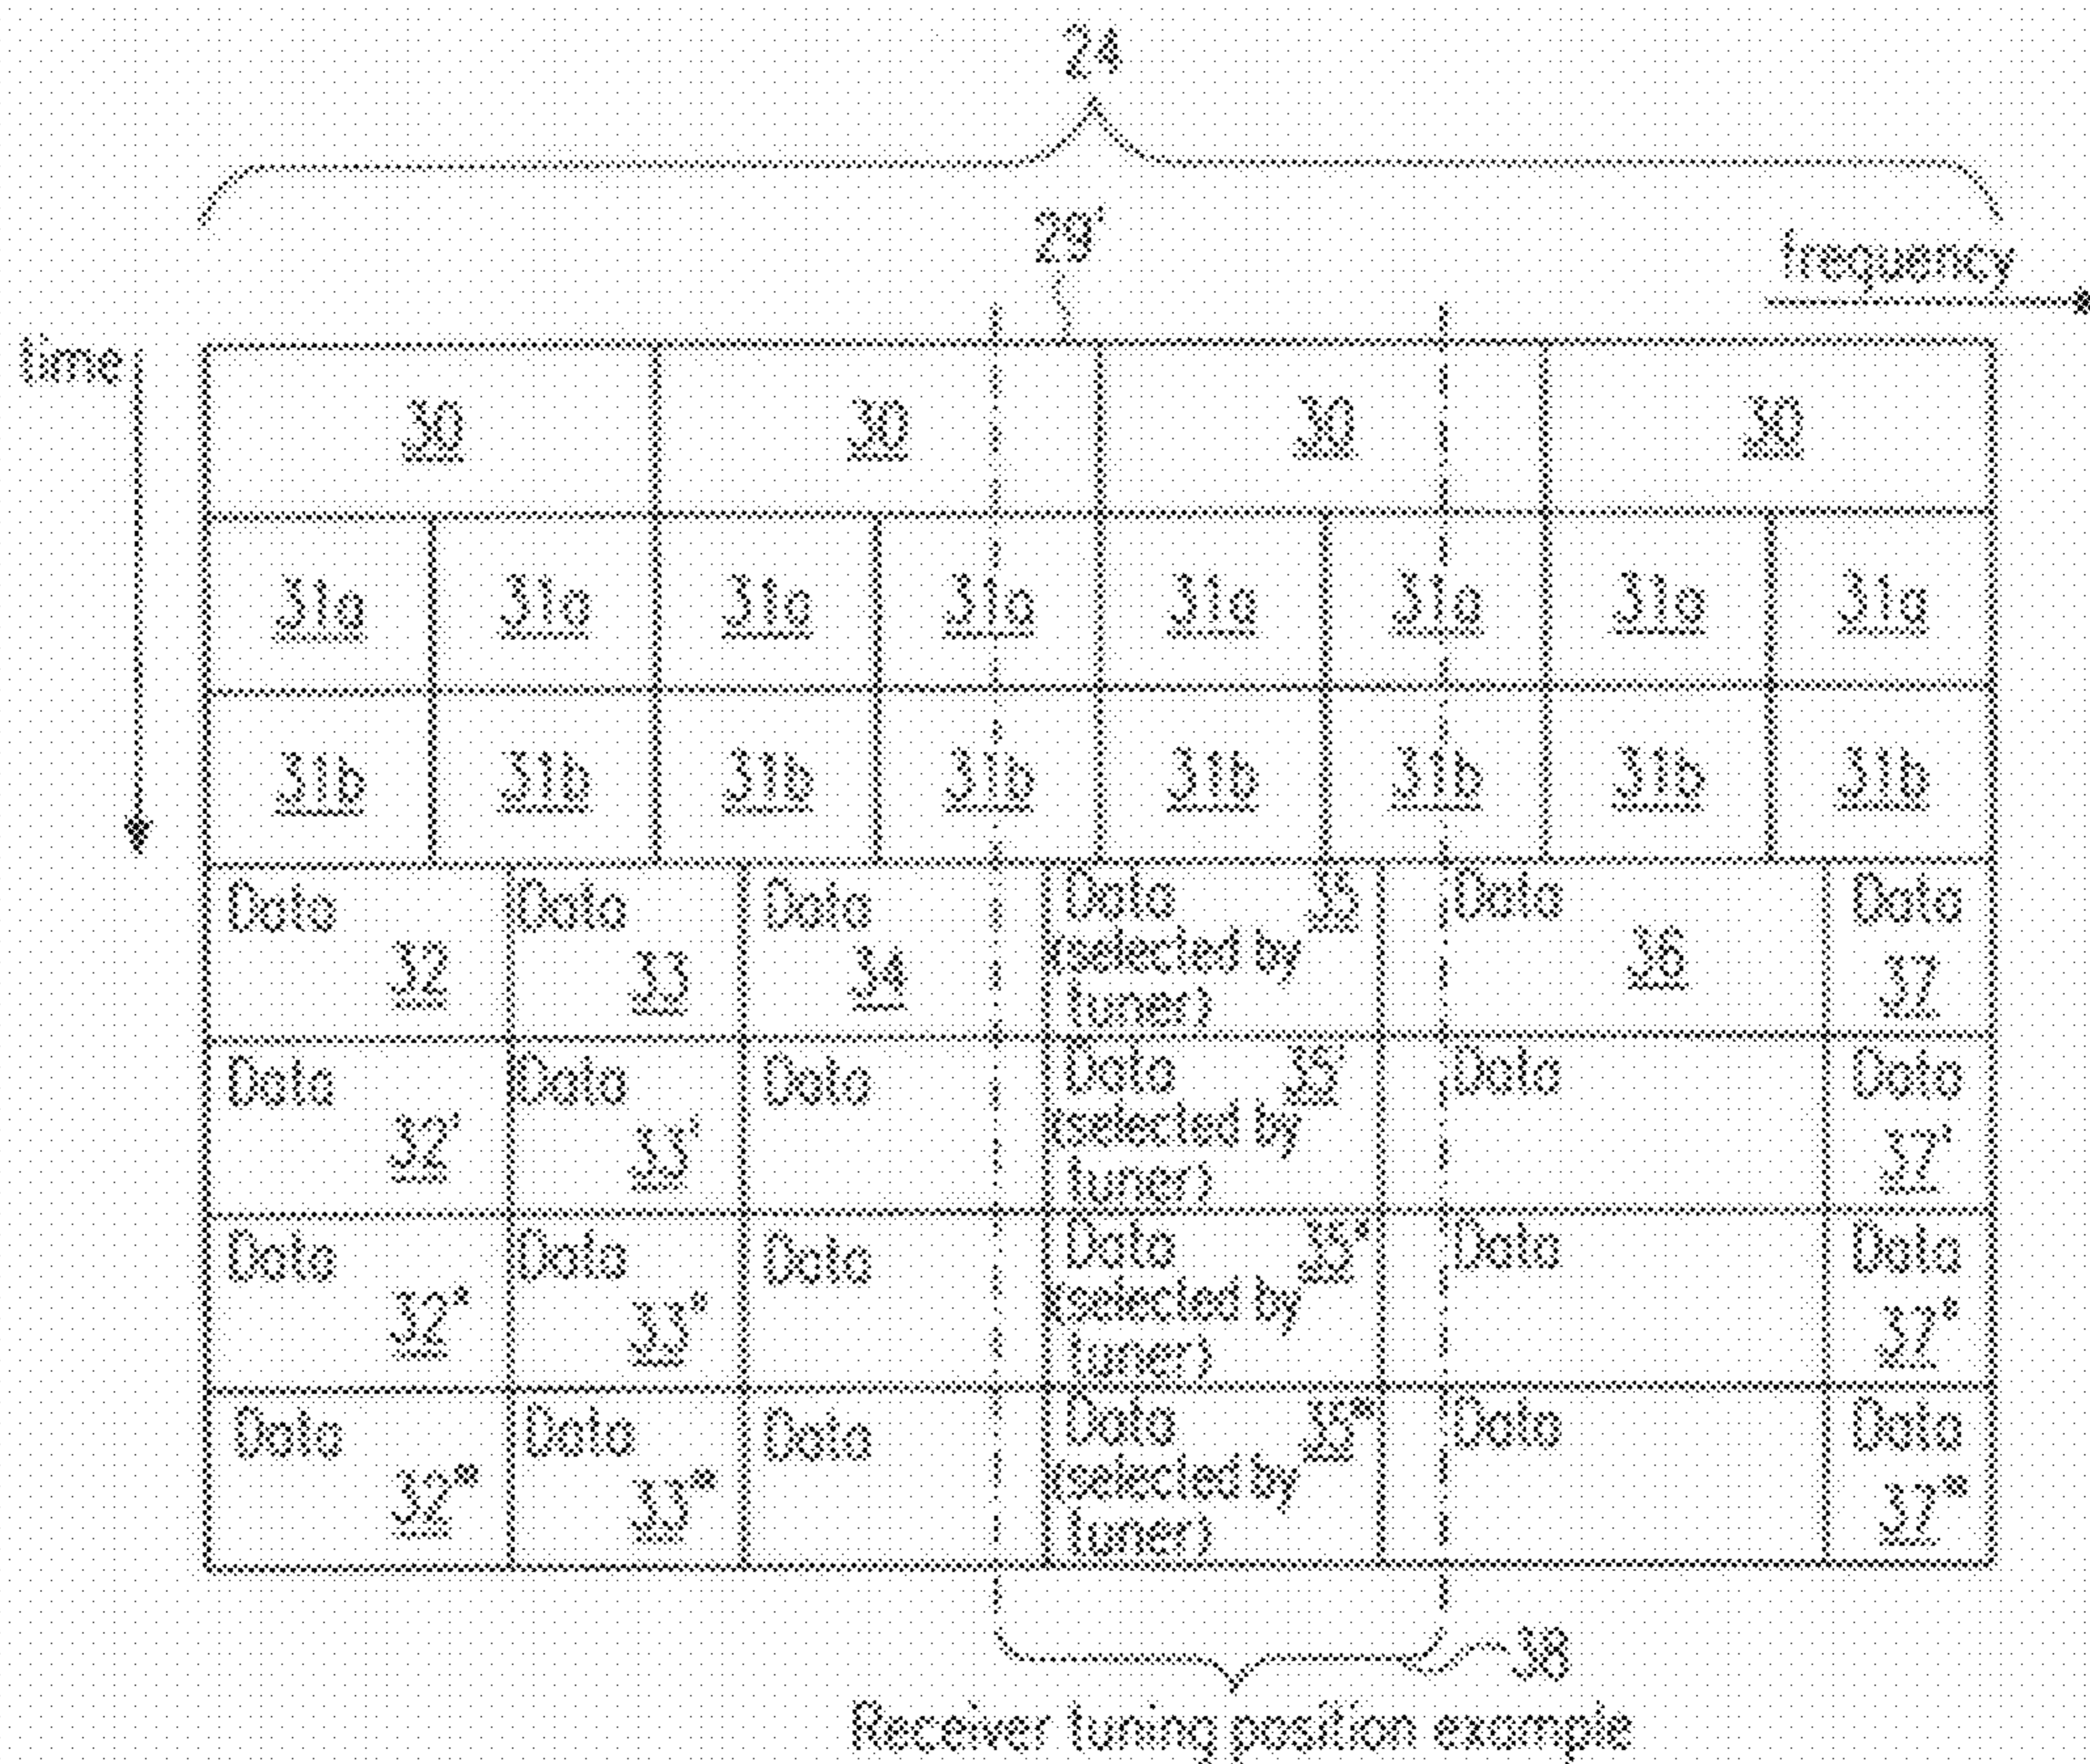 24
29'
frequency
time
30 30 30 30
31a 31a 31a 31a 31a 31a 31a 31a
31b 31b 31b 31b 31b 31b 31b 31b
Data 32 Data 33 Data 34 Data 35 (selected by tuner) Data 36 Data 37
Data 32' Data 33' Data Data 35' (selected by tuner) Data Data 37'
Data 32" Data 33" Data Data 35" (selected by tuner) Data Data 37"
Data 32''' Data 33''' Data Data 35''' (selected by tuner) Data Data 37'''
38
Receiver tuning position example